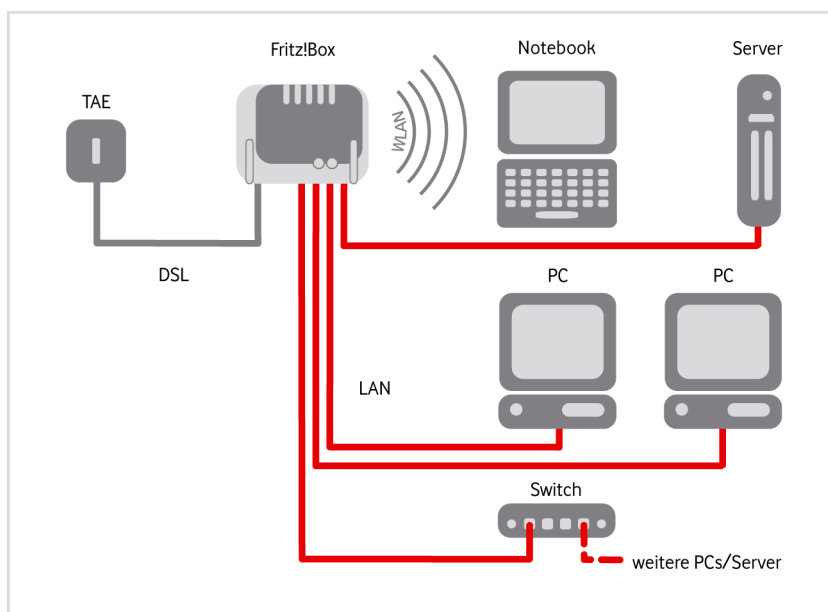 Fritz!Box
Notebook
Server
TAE
WLAN
DSL
PC
PC
LAN
Switch
weitere PCs/Server